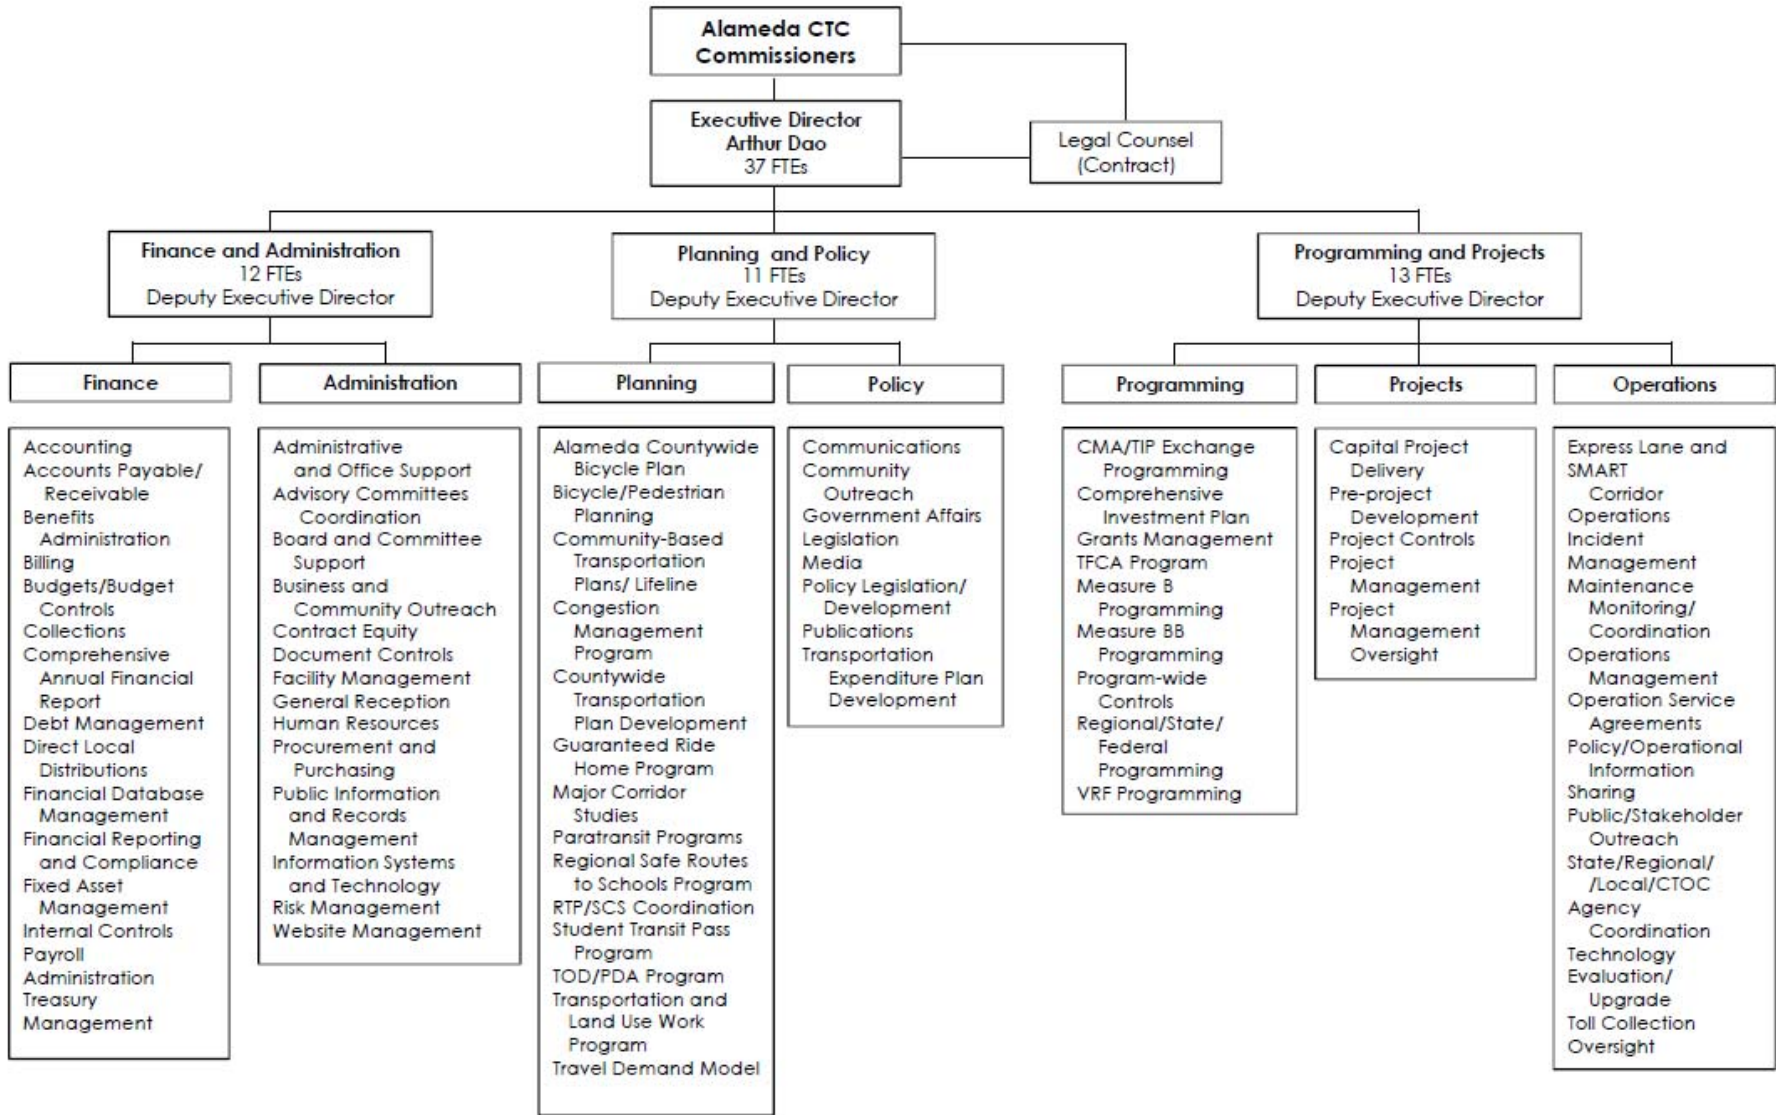 Alameda CTC
Commissioners
Executive Director
Arthur Dao
37 FTEs
Legal Counsel
(Contract)
Finance and Administration
12 FTEs
Deputy Executive Director
Planning and Policy
11 FTEs
Deputy Executive Director
Programming and Projects
13 FTEs
Deputy Executive Director
Finance
Accounting
Accounts Payable/
Receivable
Benefits
Administration
Billing
Budgets/Budget
Controls
Collections
Comprehensive
Annual Financial
Report
Debt Management
Direct Local
Distributions
Financial Database
Management
Financial Reporting
and Compliance
Fixed Asset
Management
Internal Controls
Payroll
Administration
Treasury
Management
Administration
Administrative
and Office Support
Advisory Committees
Coordination
Board and Committee
Support
Business and
Community Outreach
Contract Equity
Document Controls
Facility Management
General Reception
Human Resources
Procurement and
Purchasing
Public Information
and Records
Management
Information Systems
and Technology
Risk Management
Website Management
Planning
Alameda Countywide
Bicycle Plan
Bicycle/Pedestrian
Planning
Community-Based
Transportation
Plans/ Lifeline
Congestion
Management
Program
Countywide
Transportation
Plan Development
Guaranteed Ride
Home Program
Major Corridor
Studies
Paratransit Programs
Regional Safe Routes
to Schools Program
RTP/SCS Coordination
Student Transit Pass
Program
TOD/PDA Program
Transportation and
Land Use Work
Program
Travel Demand Model
Policy
Communications
Community
Outreach
Government Affairs
Legislation
Media
Policy Legislation/
Development
Publications
Transportation
Expenditure Plan
Development
Programming
CMA/TIP Exchange
Programming
Comprehensive
Investment Plan
Grants Management
TFCA Program
Measure B
Programming
Measure BB
Programming
Program-wide
Controls
Regional/State/
Federal
Programming
VRF Programming
Projects
Capital Project
Delivery
Pre-project
Development
Project Controls
Project
Management
Project
Management
Oversight
Operations
Express Lane and
SMART
Corridor
Operations
Incident
Management
Maintenance
Monitoring/
Coordination
Operations
Management
Operation Service
Agreements
Policy/Operational
Information
Sharing
Public/Stakeholder
Outreach
State/Regional/
/Local/CTOC
Agency
Coordination
Technology
Evaluation/
Upgrade
Toll Collection
Oversight